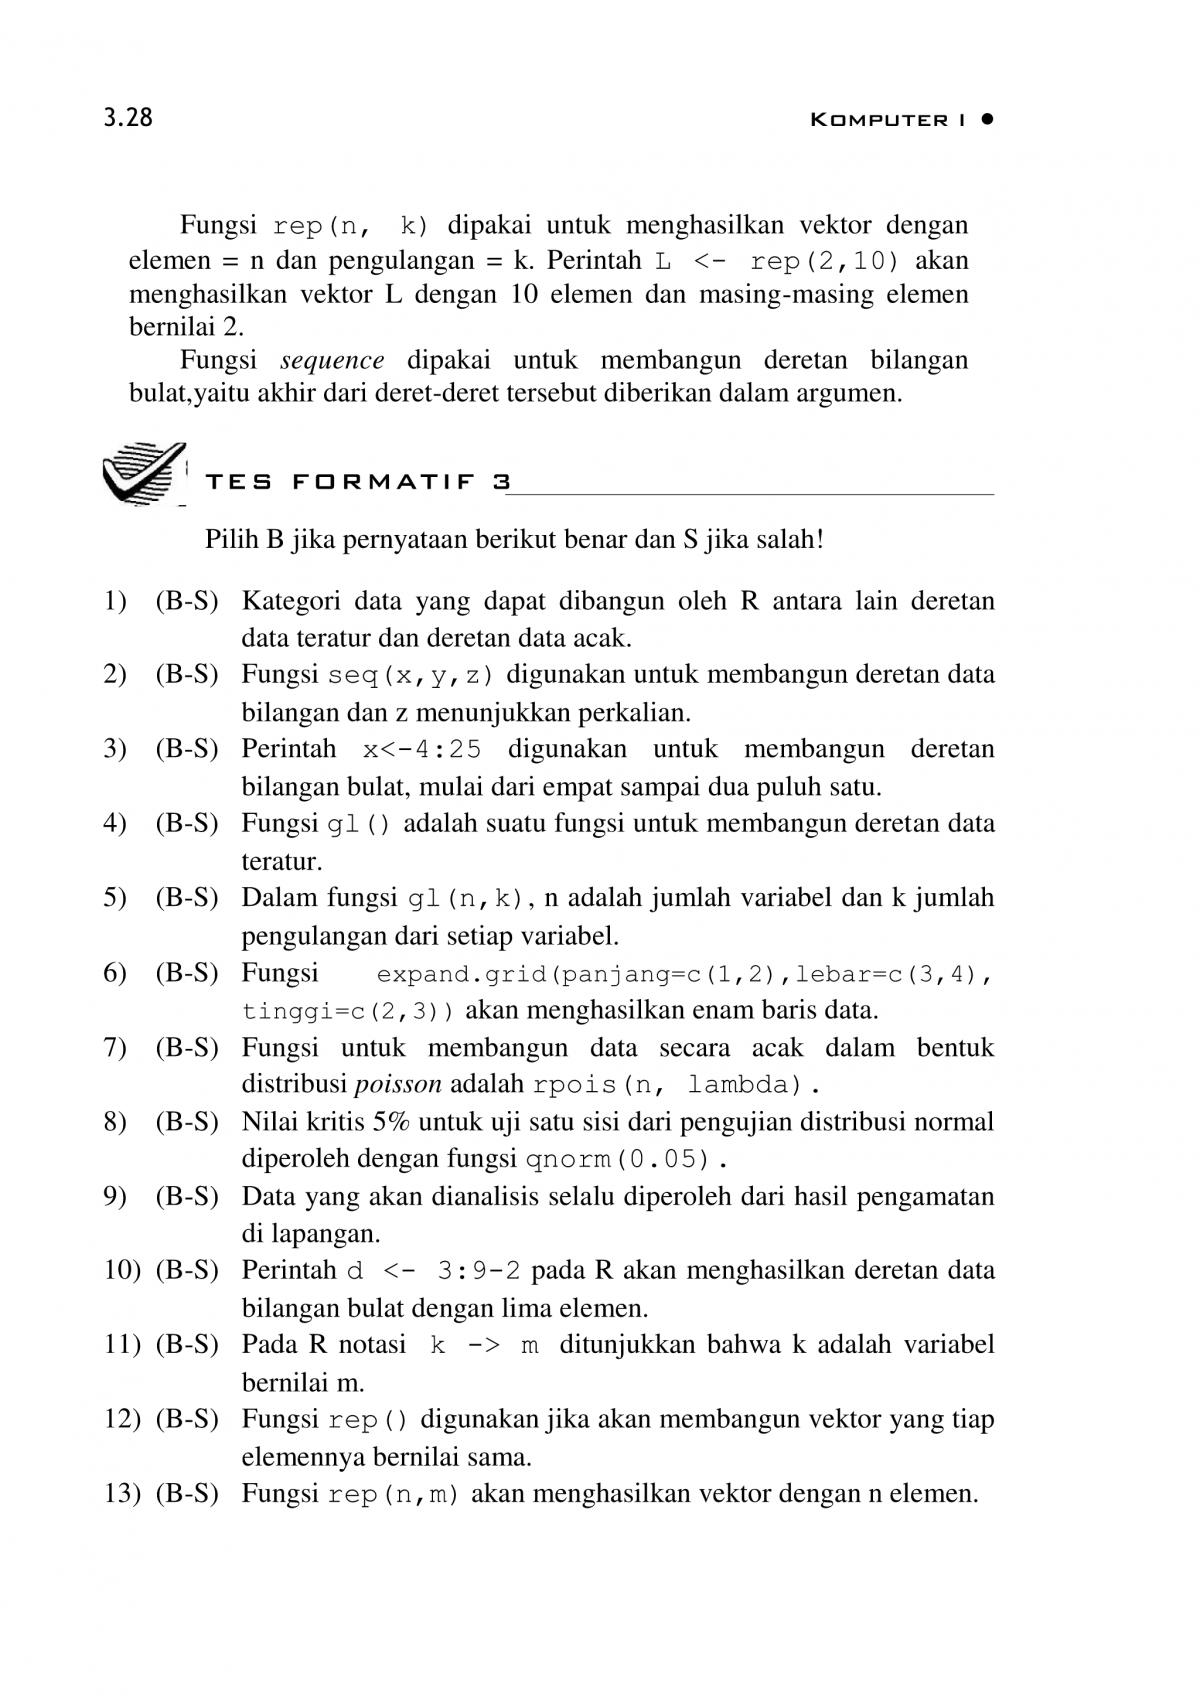 3.28
KOMPUTER I ●
Fungsi rep(n, k) dipakai untuk menghasilkan vektor dengan
elemen = n dan pengulangan = k. Perintah L <- rep(2,10) akan
menghasilkan vektor L dengan 10 elemen dan masing-masing elemen
bernilai 2.
Fungsi sequence dipakai untuk membangun deretan bilangan
bulat,yaitu akhir dari deret-deret tersebut diberikan dalam argumen.
TES FORMATIF 3
Pilih B jika pernyataan berikut benar dan S jika salah!
1) (B-S) Kategori data yang dapat dibangun oleh R antara lain deretan
data teratur dan deretan data acak.
2) (B-S) Fungsi seq(x,y,z) digunakan untuk membangun deretan data
bilangan dan z menunjukkan perkalian.
3) (B-S) Perintah x<-4:25 digunakan untuk membangun deretan
bilangan bulat, mulai dari empat sampai dua puluh satu.
4) (B-S) Fungsi gl() adalah suatu fungsi untuk membangun deretan data
teratur.
5) (B-S) Dalam fungsi gl(n,k), n adalah jumlah variabel dan k jumlah
pengulangan dari setiap variabel.
6) (B-S) Fungsi expand.grid(panjang=c(1,2),lebar=c(3,4),
tinggi=c(2,3)) akan menghasilkan enam baris data.
7) (B-S) Fungsi untuk membangun data secara acak dalam bentuk
distribusi poisson adalah rpois(n, lambda).
8) (B-S) Nilai kritis 5% untuk uji satu sisi dari pengujian distribusi normal
diperoleh dengan fungsi qnorm(0.05).
9) (B-S) Data yang akan dianalisis selalu diperoleh dari hasil pengamatan
di lapangan.
10) (B-S) Perintah d <- 3:9-2 pada R akan menghasilkan deretan data
bilangan bulat dengan lima elemen.
11) (B-S) Pada R notasi k -> m ditunjukkan bahwa k adalah variabel
bernilai m.
12) (B-S) Fungsi rep() digunakan jika akan membangun vektor yang tiap
elemennya bernilai sama.
13) (B-S) Fungsi rep(n,m) akan menghasilkan vektor dengan n elemen.